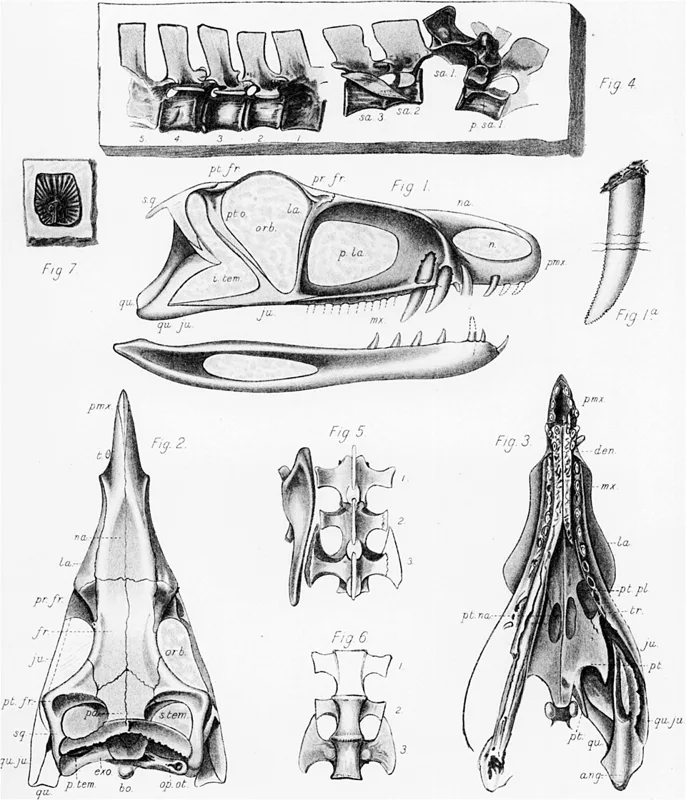 Fig. 4.
sa. 1.
sa. 3.
sa. 2
p. sa. 1.
5
4
3
2
1
Fig. 1.
pt. fr.
pr. fr.
sq.
na.
la.
pt o.
orb.
n.
p. la.
pmx.
i. tem.
qu.
qu. ju.
ju.
mx.
Fig 7
Fig 1ª
pmx.
Fig. 2.
t. o
na
la.
pr. fr.
fr.
ju.
orb.
pt. fr.
pa
s. tem.
sq
qu. ju.
qu.
p. tem.
exo
bo.
op. ot.
Fig 5.
1.
2.
3.
Fig 6
1.
2.
3
Fig. 3.
pmx.
den.
mx.
la
pt. pl
tr.
pt. na.
ju.
pt.
qu. ju.
pt.
qu.
ang.